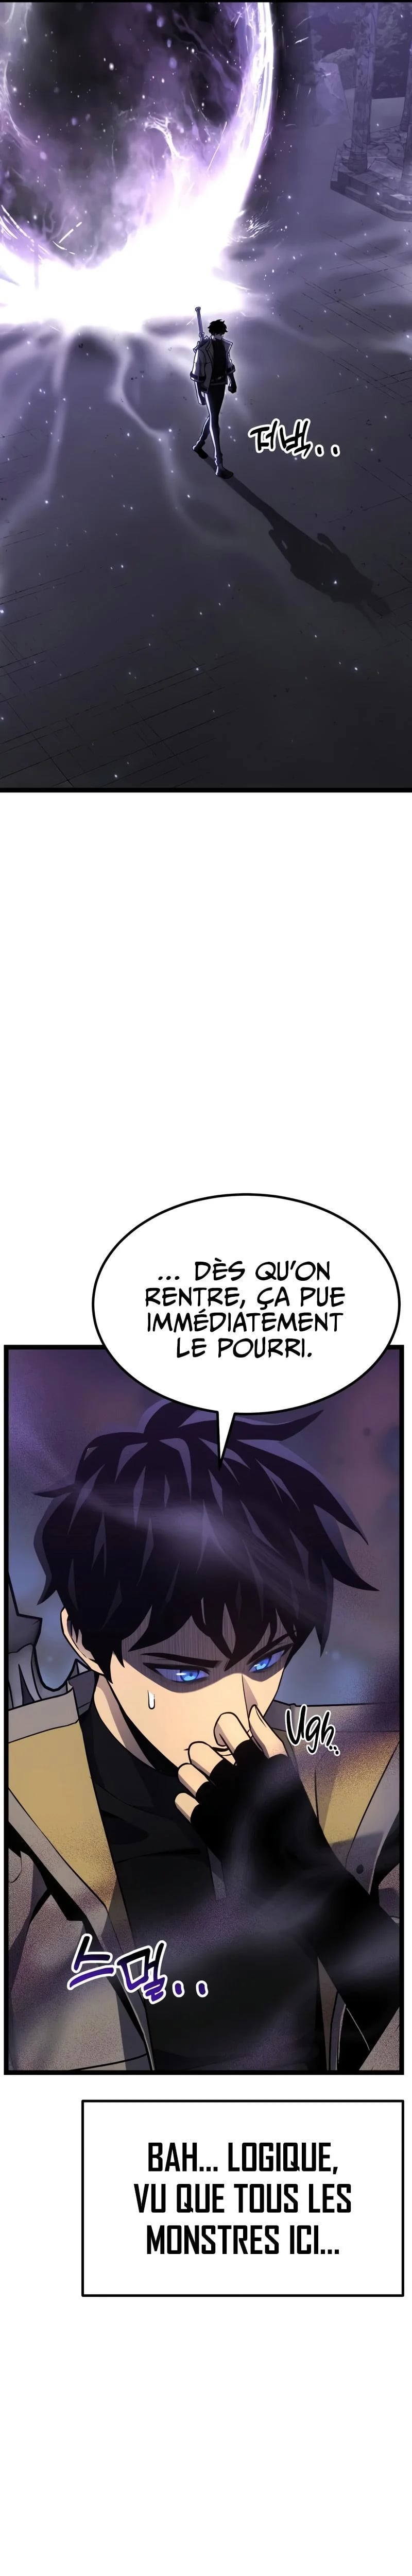 저벅..
... DÈS QU'ON
RENTRE, ÇA PUE
IMMÉDIATEMENT
LE POURRI.
Ugh..
스멀..
BAH... LOGIQUE,
VU QUE TOUS LES
MONSTRES ICI...